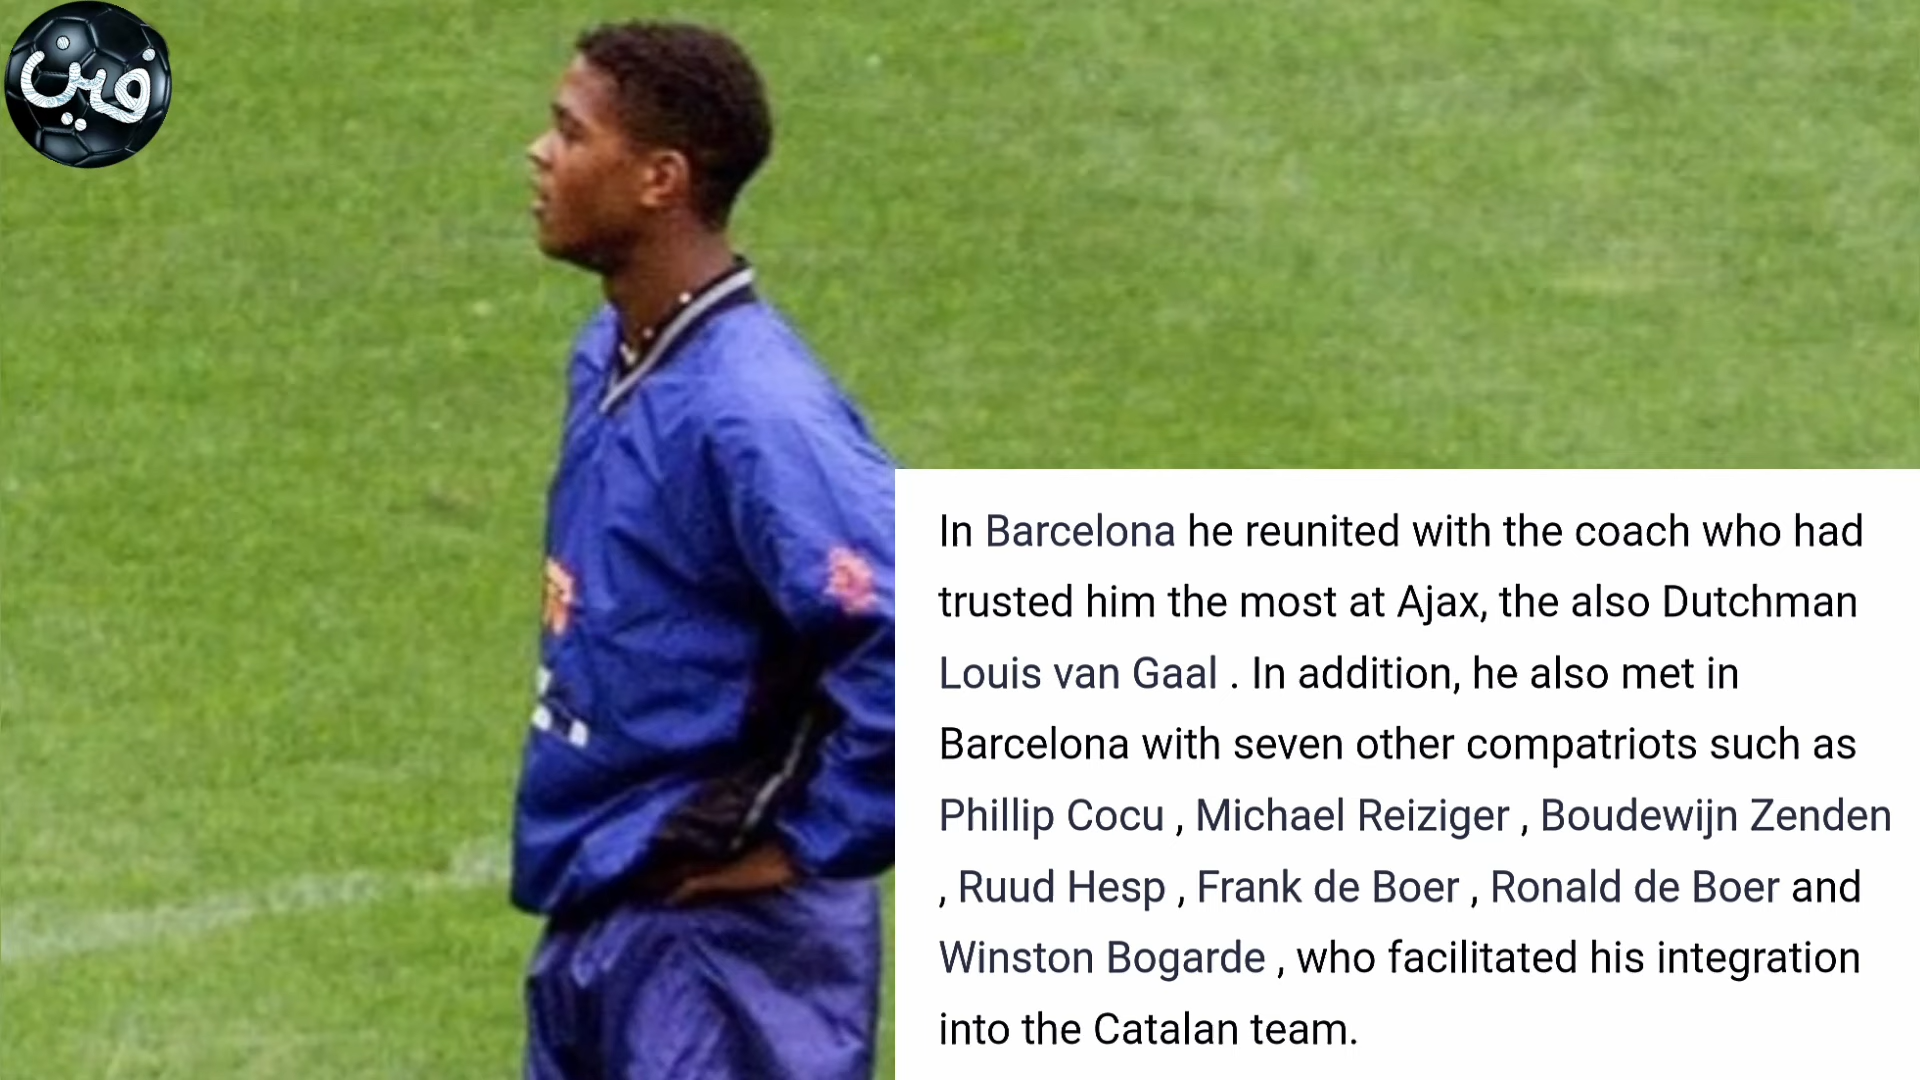 فين
In Barcelona he reunited with the coach who had
trusted him the most at Ajax, the also Dutchman
Louis van Gaal . In addition, he also met in
Barcelona with seven other compatriots such as
Phillip Cocu , Michael Reiziger , Boudewijn Zenden
, Ruud Hesp , Frank de Boer , Ronald de Boer and
Winston Bogarde , who facilitated his integration
into the Catalan team.